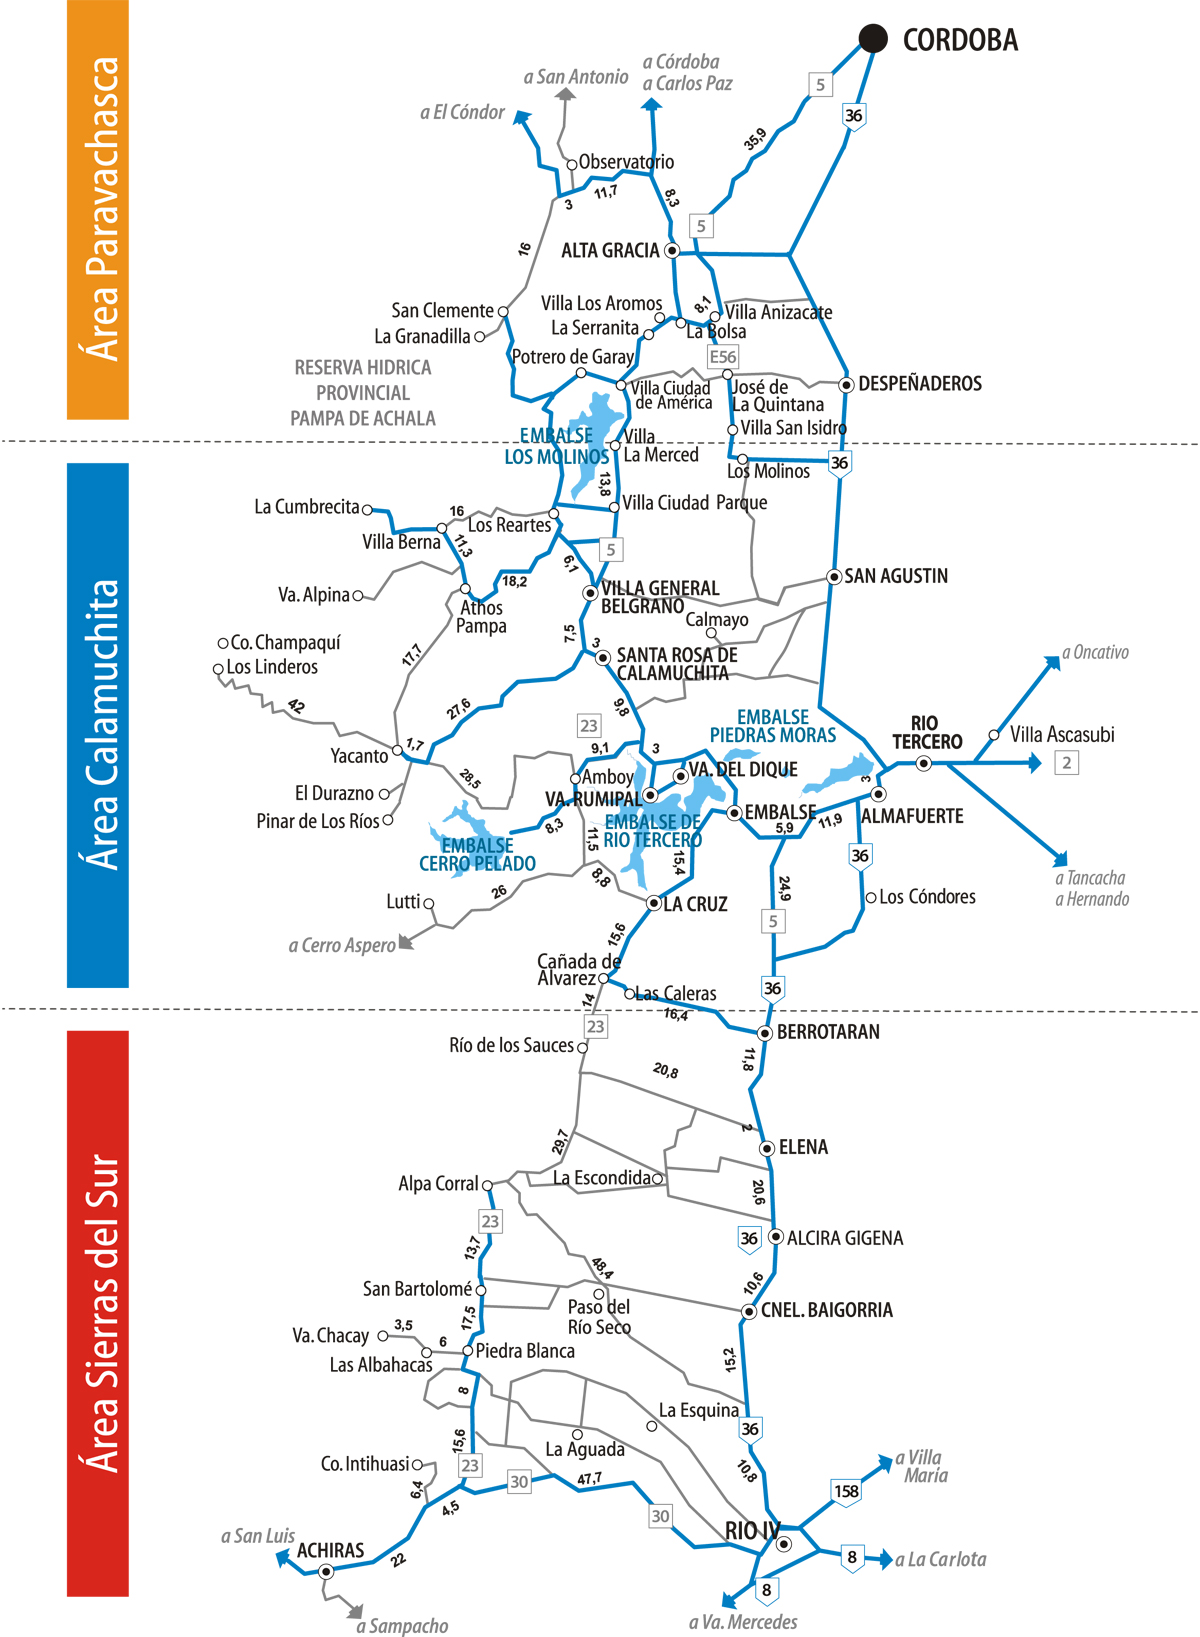 Área Paravachasca
CORDOBA
5
36
a Córdoba
a Carlos Paz
a San Antonio
a El Cóndor
35,9
Observatorio
11,7
3
8,3
5
16
ALTA GRACIA
San Clemente
La Granadilla
Villa Los Aromos
8,1
Villa Anizacate
La Serranita
La Bolsa
E56
Potrero de Garay
RESERVA HIDRICA
PROVINCIAL
PAMPA DE ACHALA
Villa Ciudad
de América
José de
La Quintana
DESPEÑADEROS
Villa San Isidro
EMBALSE
LOS MOLINOS
Villa
La Merced
Los Molinos
36
Área Calamuchita
13,8
La Cumbrecita
16
Los Reartes
Villa Ciudad Parque
Villa Berna
11,3
18,2
6,1
5
Va. Alpina
Athos
Pampa
VILLA GENERAL
BELGRANO
SAN AGUSTIN
Calmayo
7,5
3
Co. Champaquí
Los Linderos
17,7
SANTA ROSA DE
CALAMUCHITA
42
27,6
9,8
a Oncativo
23
EMBALSE
PIEDRAS MORAS
RIO
TERCERO
Villa Ascasubi
2
Yacanto
1,7
9,1
3
28,5
Amboy
VA. DEL DIQUE
El Durazno
VA. RUMIPAL
3
Pinar de Los Ríos
8,3
EMBALSE
5,9
11,9
ALMAFUERTE
EMBALSE DE
RIO TERCERO
EMBALSE
CERRO PELADO
11,5
15,4
36
8,8
26
24,9
a Tancacha
a Hernando
Lutti
LA CRUZ
Los Cóndores
5
a Cerro Aspero
15,6
Cañada de
Alvarez
Las Caleras
36
14
16,4
Área Sierras del Sur
23
BERROTARAN
Río de los Sauces
11,8
20,8
2
29,7
ELENA
La Escondida
Alpa Corral
20,6
23
36
ALCIRA GIGENA
13,7
48,4
10,6
San Bartolomé
Paso del
Río Seco
CNEL. BAIGORRIA
17,5
Va. Chacay
3,5
6
Piedra Blanca
Las Albahacas
15,2
8
La Esquina
36
15,6
La Aguada
Co. Intihuasi
23
6,4
30
47,7
10,8
a Villa
María
158
4,5
30
RIO IV
a San Luis
ACHIRAS
22
8
a La Carlota
8
a Sampacho
a Va. Mercedes